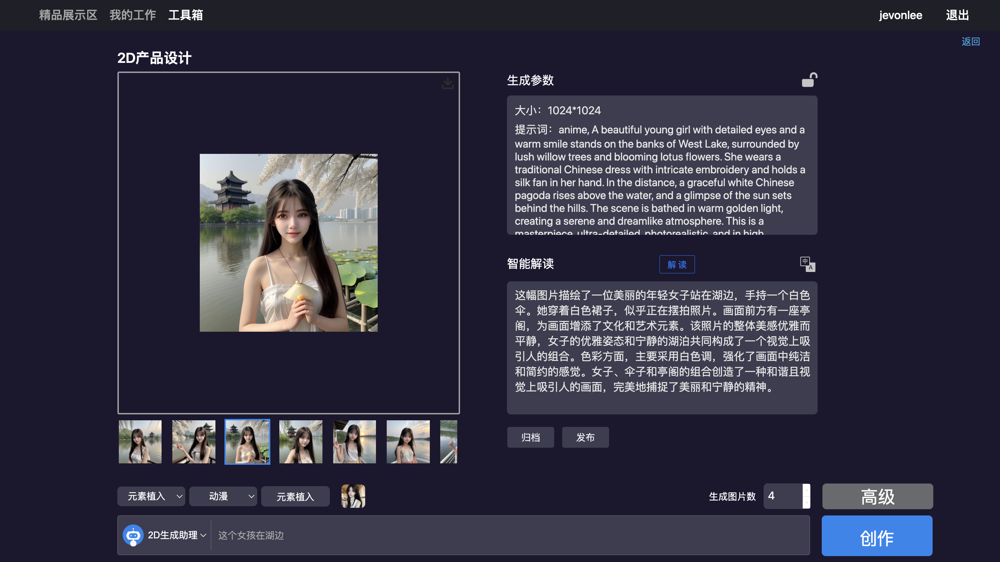 精品展示区 我的工作 工具箱 jevonlee 退出
返回
2D产品设计
生成参数
大小：1024*1024
提示词：anime, A beautiful young girl with detailed eyes and a
warm smile stands on the banks of West Lake, surrounded by
lush willow trees and blooming lotus flowers. She wears a
traditional Chinese dress with intricate embroidery and holds a
silk fan in her hand. In the distance, a graceful white Chinese
pagoda rises above the water, and a glimpse of the sun sets
behind the hills. The scene is bathed in warm golden light,
creating a serene and dreamlike atmosphere. This is a
masterpiece, ultra-detailed, photorealistic, and in high
智能解读 解读 中 A
这幅图片描绘了一位美丽的年轻女子站在湖边，手持一个白色
伞。她穿着白色裙子，似乎正在摆拍照片。画面前方有一座亭
阁，为画面增添了文化和艺术元素。该照片的整体美感优雅而
平静，女子的优雅姿态和宁静的湖泊共同构成了一个视觉上吸
引人的组合。色彩方面，主要采用白色调，强化了画面中纯洁
和简约的感觉。女子、伞子和亭阁的组合创造了一种和谐且视
觉上吸引人的画面，完美地捕捉了美丽和宁静的精神。
归档 发布
元素植入 动漫 元素植入 生成图片数 4 高级
2D生成助理 这个女孩在湖边 创作